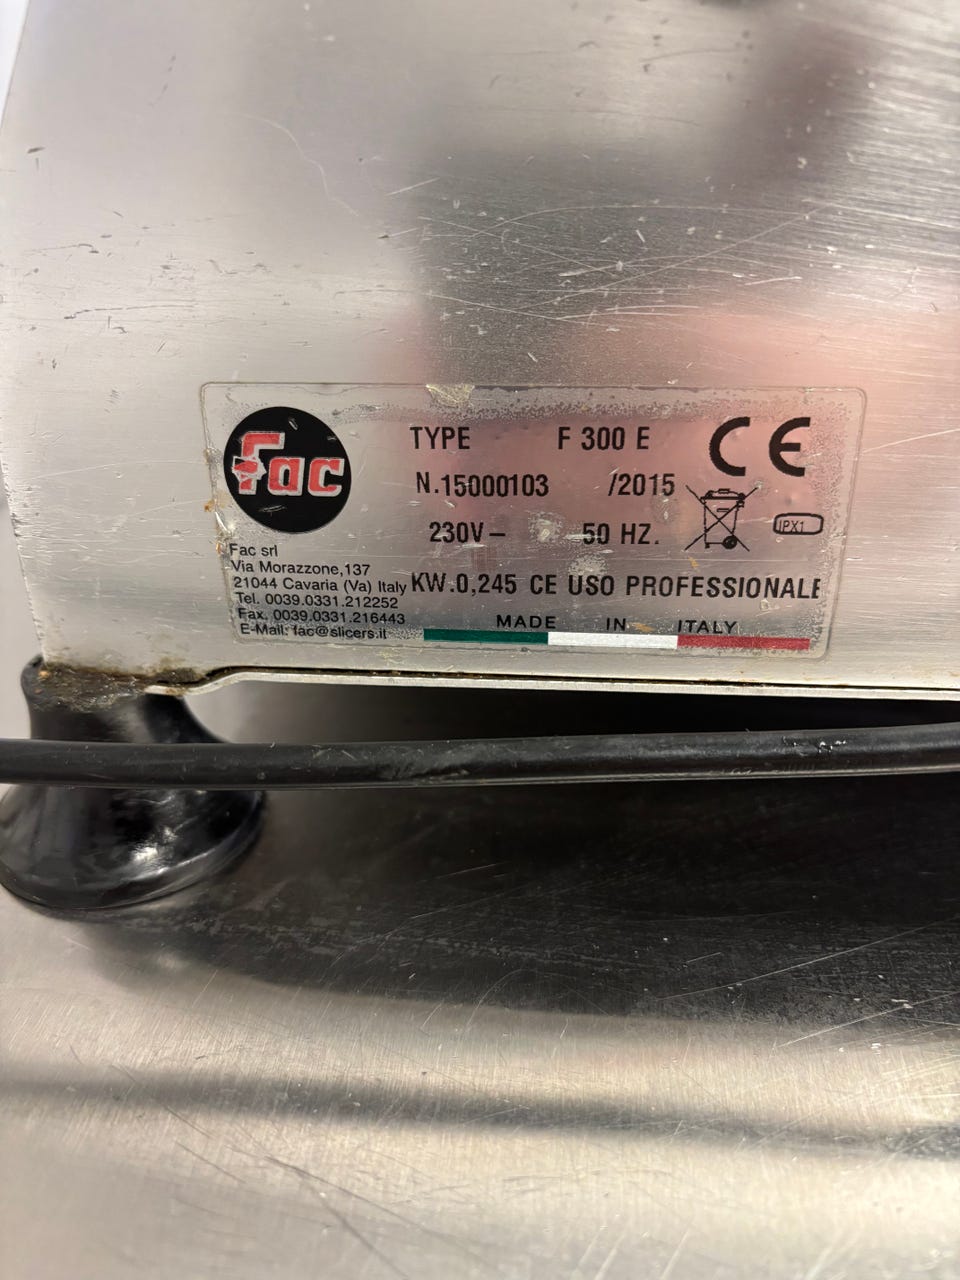 Fac
TYPE F 300 E
N.15000103 /2015
230V~ 50 HZ.
KW.0,245 CE USO PROFESSIONALE
MADE IN ITALY
CE
IPX1
Fac srl
Via Morazzone,137
21044 Cavaria (Va) Italy
Tel. 0039.0331.212252
Fax. 0039.0331.216443
E-Mail: fac@slicers.it